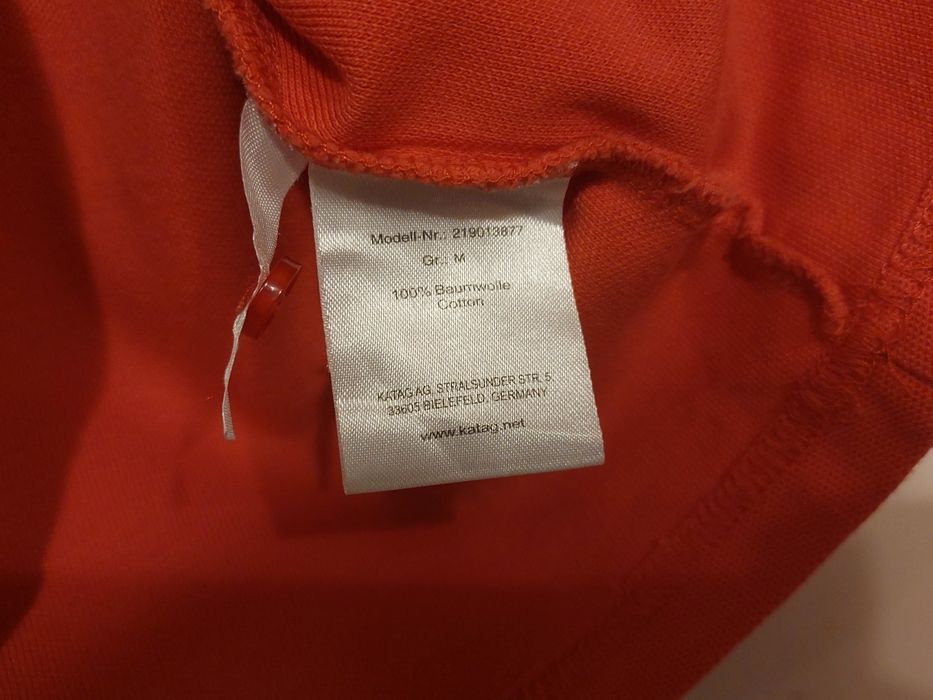 Modell-Nr.: 219013877
Gr.: M
100% Baumwolle
Cotton
KATAG AG, STRALSUNDER STR. 5
33605 BIELEFELD, GERMANY
www.katag.net